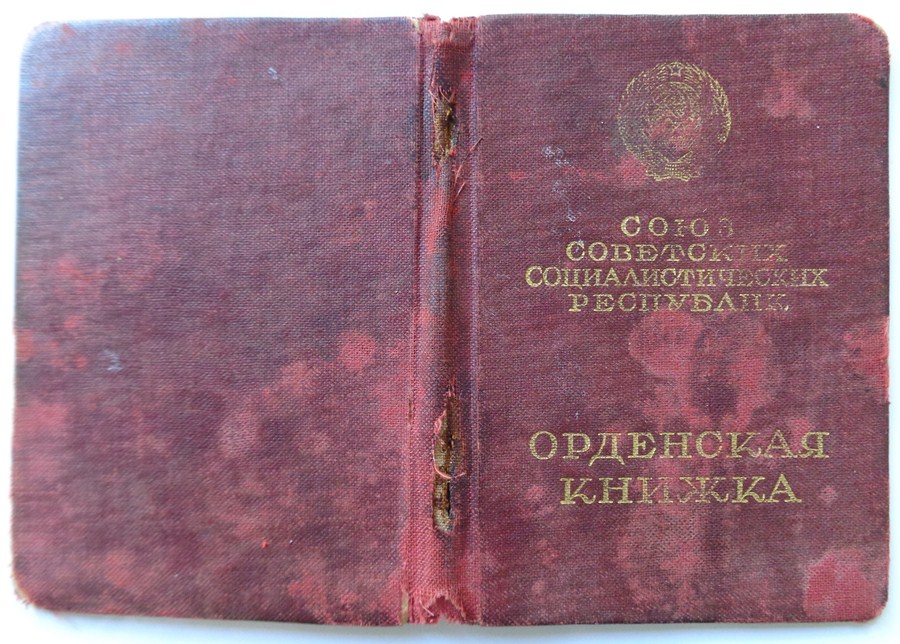 СОЮЗ
СОВЕТСКИХ
СОЦИАЛИСТИЧЕСКИХ
РЕСПУБЛИК
ОРДЕНСКАЯ
КНИЖКА